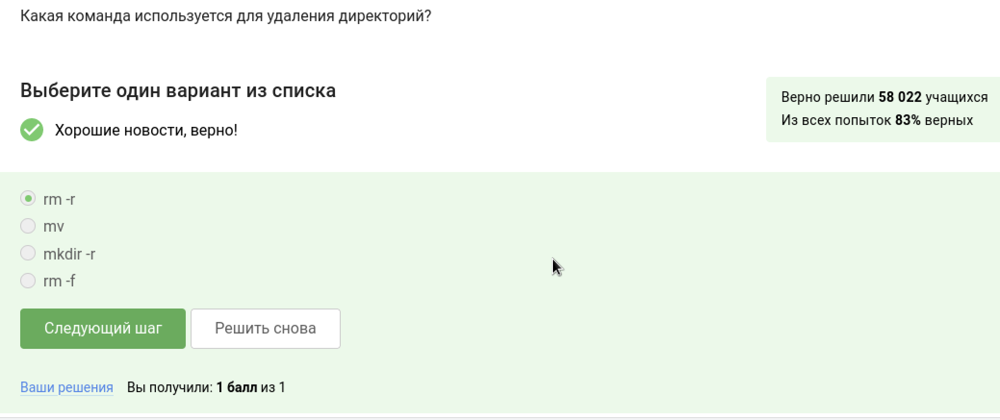 Какая команда используется для удаления директорий?
Выберите один вариант из списка
Верно решили 58 022 учащихся
Из всех попыток 83% верных
Хорошие новости, верно!
rm -r
mv
mkdir -r
rm -f
Следующий шаг
Решить снова
Ваши решения Вы получили: 1 балл из 1